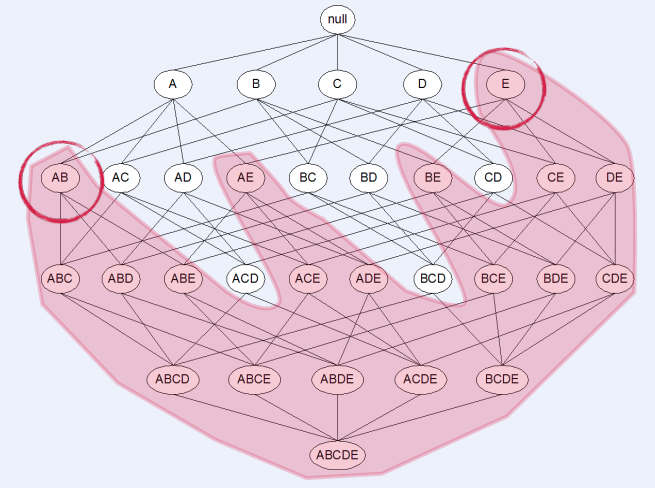 null
A B C D E
AB AC AD AE BC BD BE CD CE DE
ABC ABD ABE ACD ACE ADE BCD BCE BDE CDE
ABCD ABCE ABDE ACDE BCDE
ABCDE